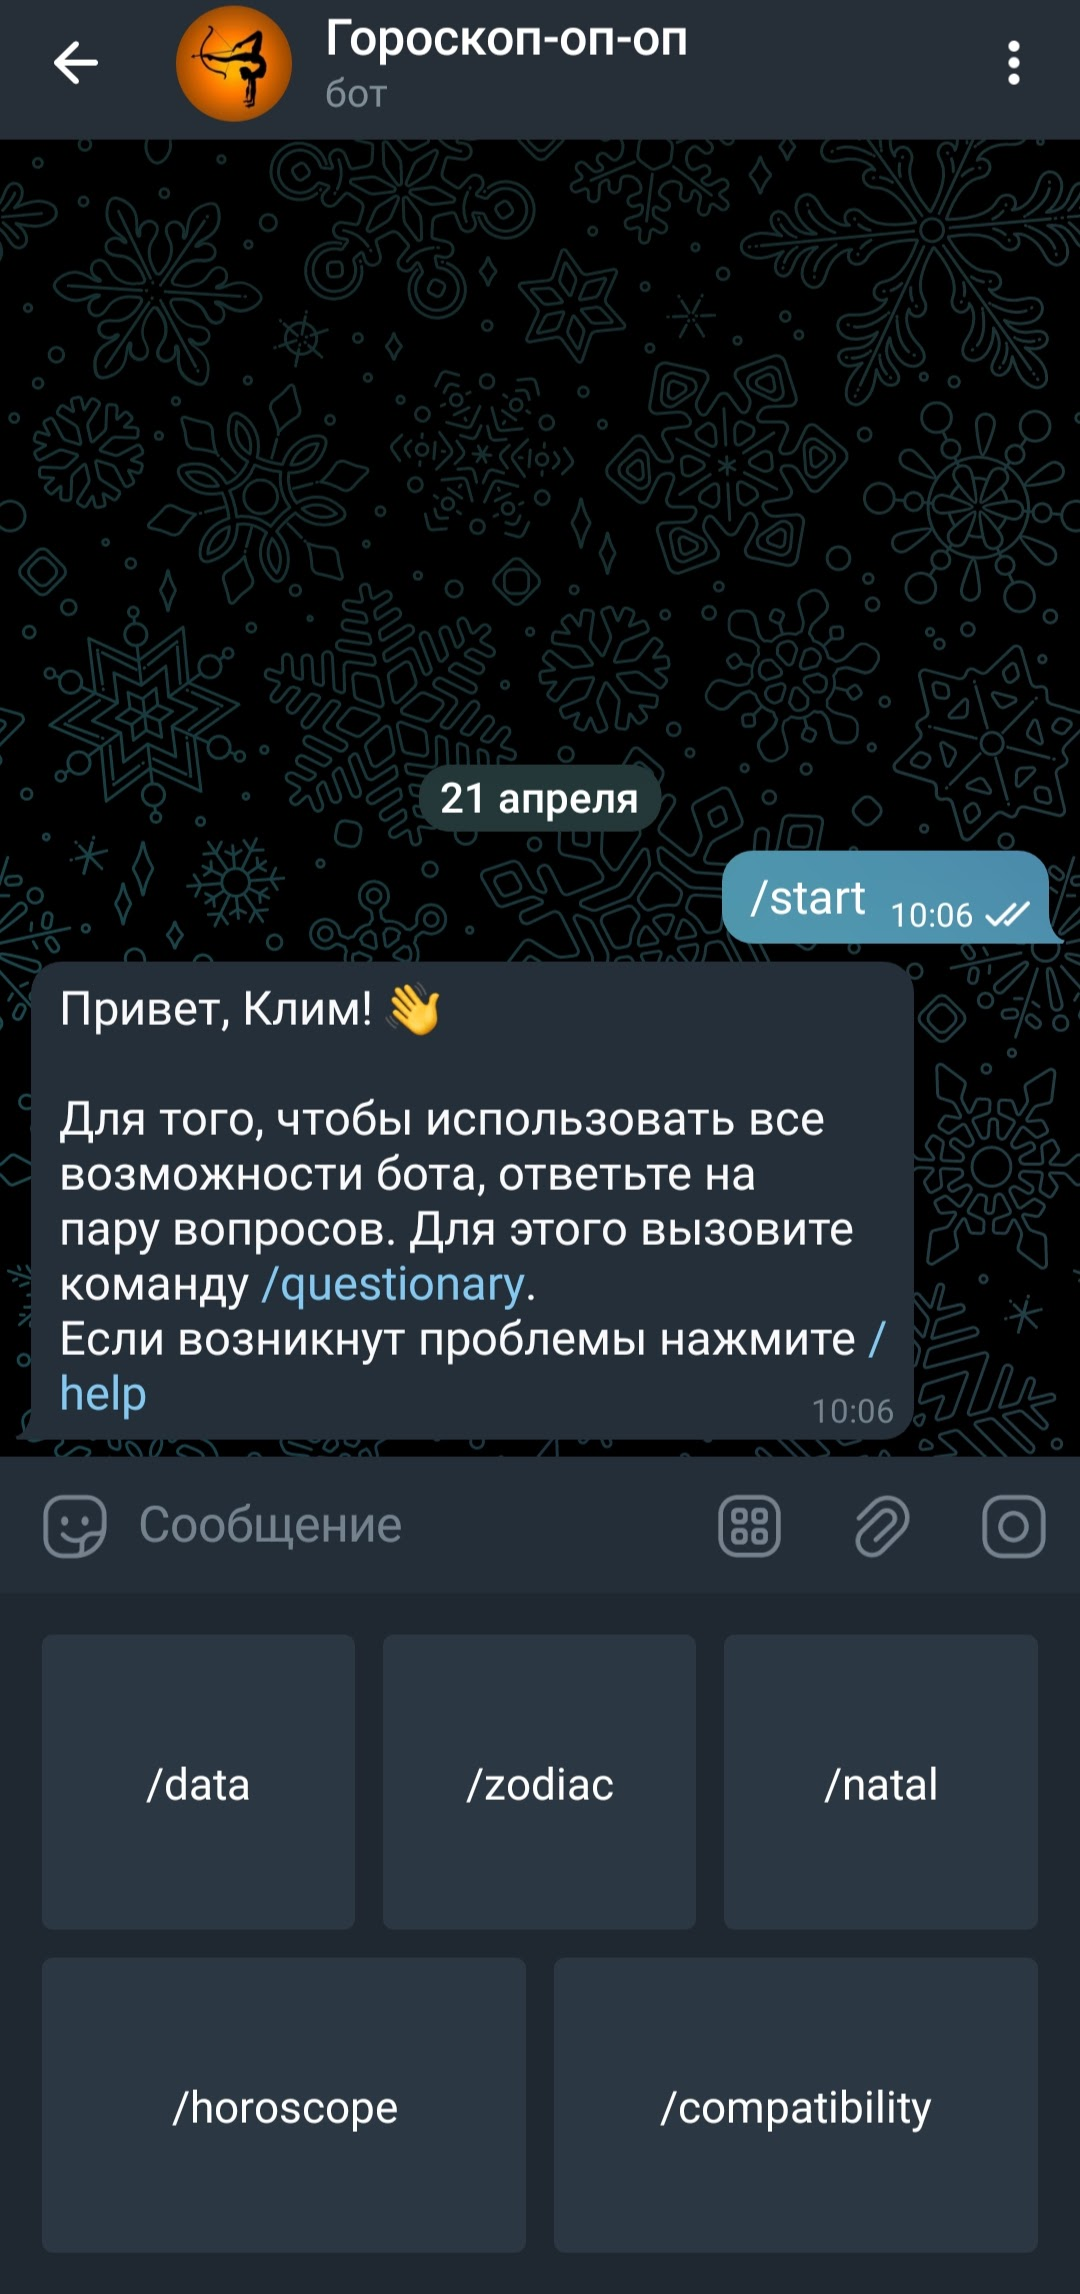 Гороскоп-оп-оп
бот
21 апреля
/start 10:06
Привет, Клим! 👋
Для того, чтобы использовать все
возможности бота, ответьте на
пару вопросов. Для этого вызовите
команду /questionary.
Если возникнут проблемы нажмите /
help
10:06
Сообщение
/data
/zodiac
/natal
/horoscope
/compatibility